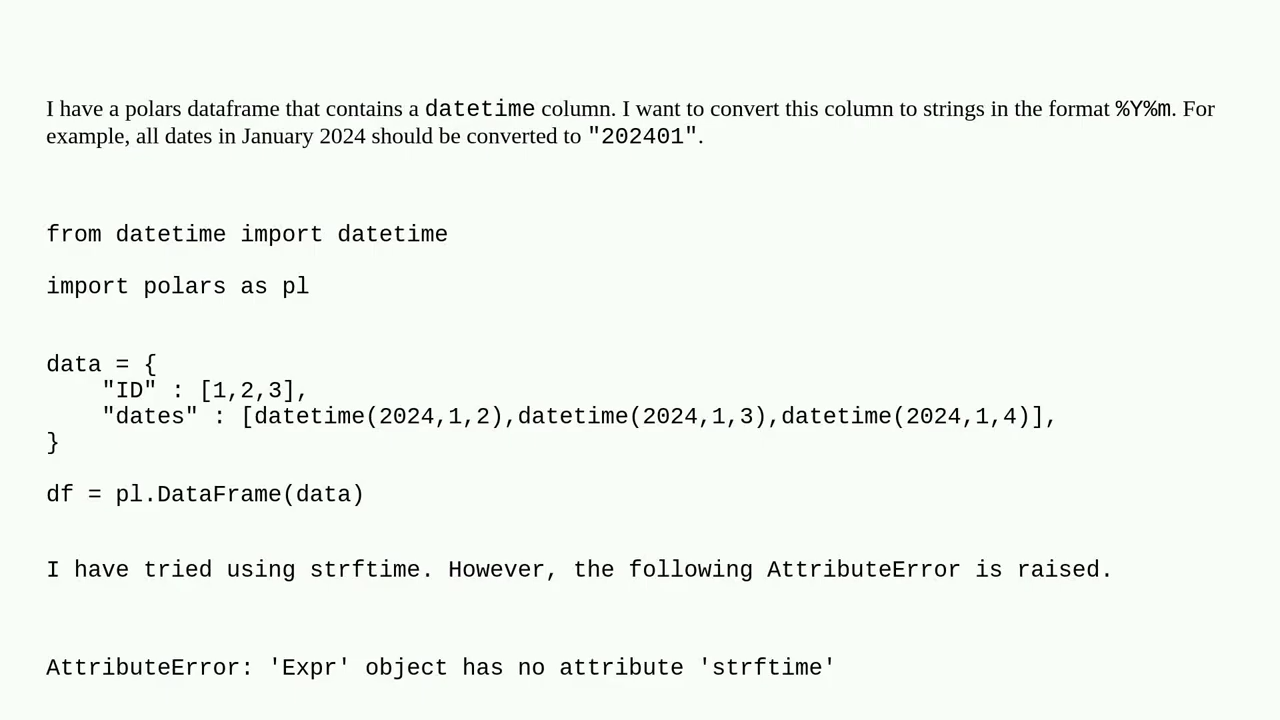 I have a polars dataframe that contains a datetime column. I want to convert this column to strings in the format %Y%m. For
example, all dates in January 2024 should be converted to "202401".
from datetime import datetime
import polars as pl
data = {
    "ID" : [1,2,3],
    "dates" : [datetime(2024,1,2),datetime(2024,1,3),datetime(2024,1,4)],
}
df = pl.DataFrame(data)
I have tried using strftime. However, the following AttributeError is raised.
AttributeError: 'Expr' object has no attribute 'strftime'